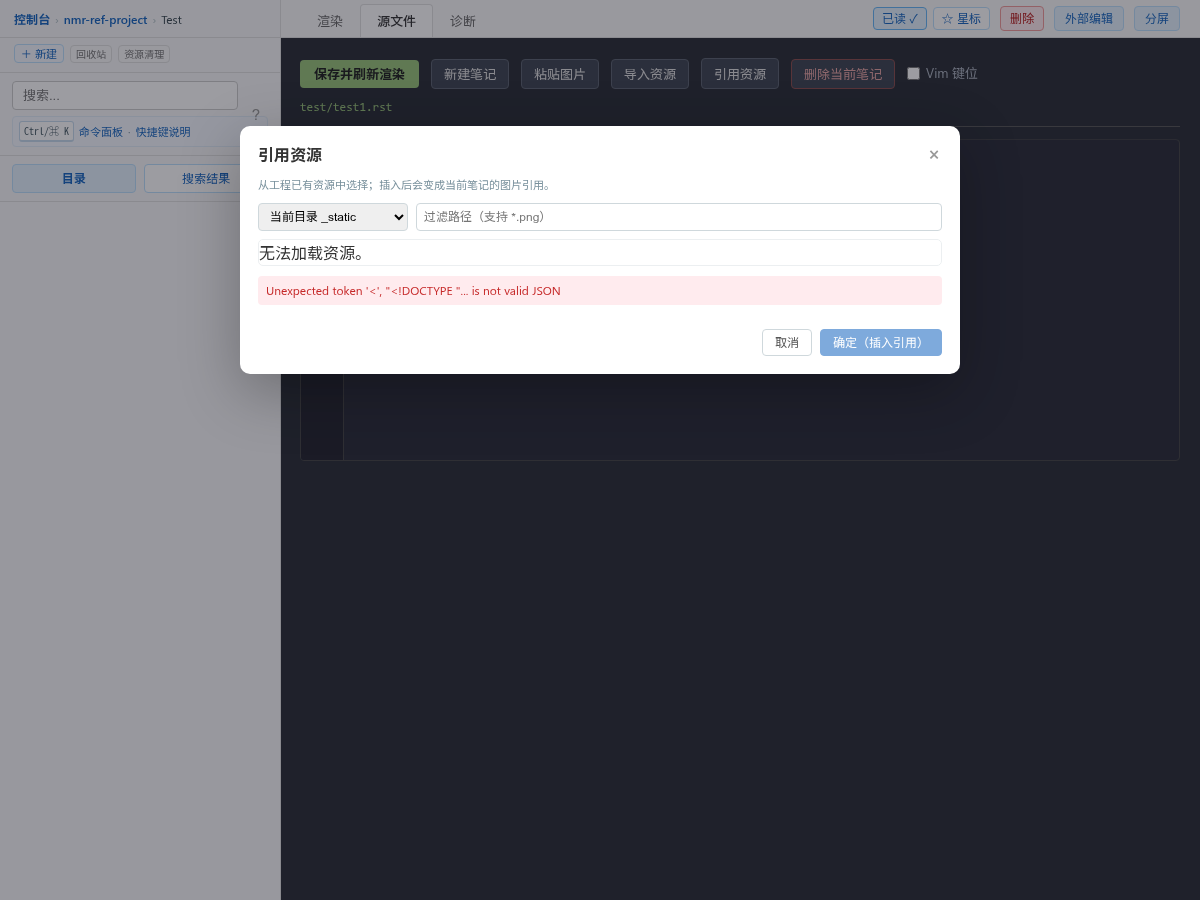 控制台 › nmr-ref-project › Test
渲染 源文件 诊断
已读 ✓ ☆ 星标 删除 外部编辑 分屏
＋ 新建 回收站 资源清理
搜索...
?
Ctrl/⌘ K 命令面板 · 快捷键说明
目录 搜索结果
保存并刷新渲染 新建笔记 粘贴图片 导入资源 引用资源 删除当前笔记 Vim 键位
test/test1.rst
引用资源 ×
从工程已有资源中选择；插入后会变成当前笔记的图片引用。
当前目录 _static 过滤路径（支持 *.png）
无法加载资源。
Unexpected token '<', "<!DOCTYPE "... is not valid JSON
取消 确定（插入引用）